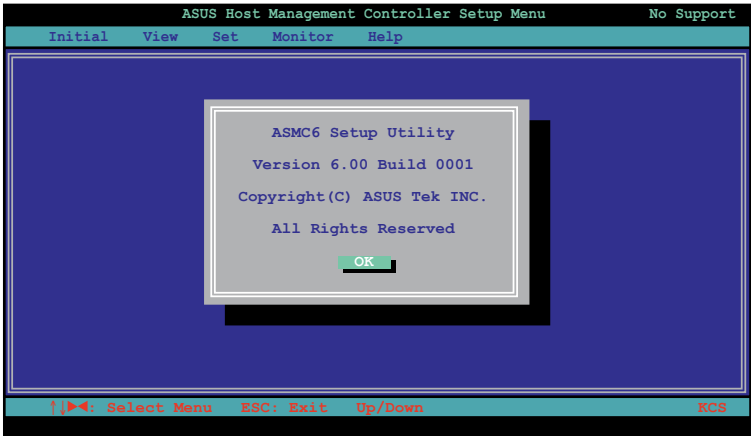 ASUS Host Management Controller Setup Menu No Support
Initial View Set Monitor Help
ASMC6 Setup Utility
Version 6.00 Build 0001
Copyright(C) ASUS Tek INC.
All Rights Reserved
OK
↑↓►◄: Select Menu ESC: Exit Up/Down KCS